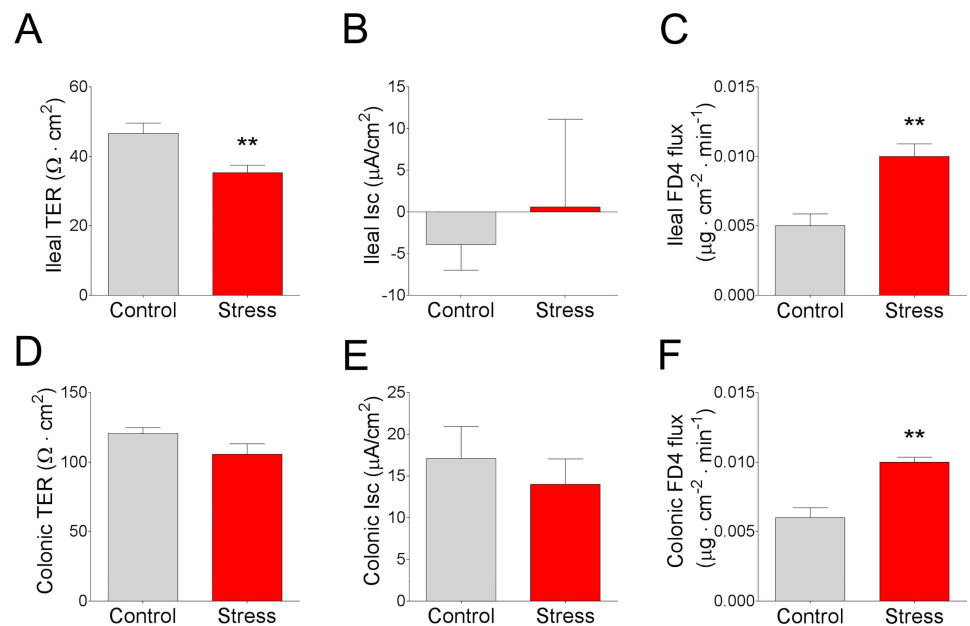 A
B
C
Ileal TER (Ω · cm²)
60
40
20
0
**
Control
Stress
Ileal Isc (μA/cm²)
15
10
5
0
-5
-10
Control
Stress
Ileal FD4 flux
(μg · cm⁻² · min⁻¹)
0.015
0.010
0.005
0.000
**
Control
Stress
D
E
F
Colonic TER (Ω · cm²)
150
100
50
0
Control
Stress
Colonic Isc (μA/cm²)
25
20
15
10
5
0
Control
Stress
Colonic FD4 flux
(μg · cm⁻² · min⁻¹)
0.015
0.010
0.005
0.000
**
Control
Stress